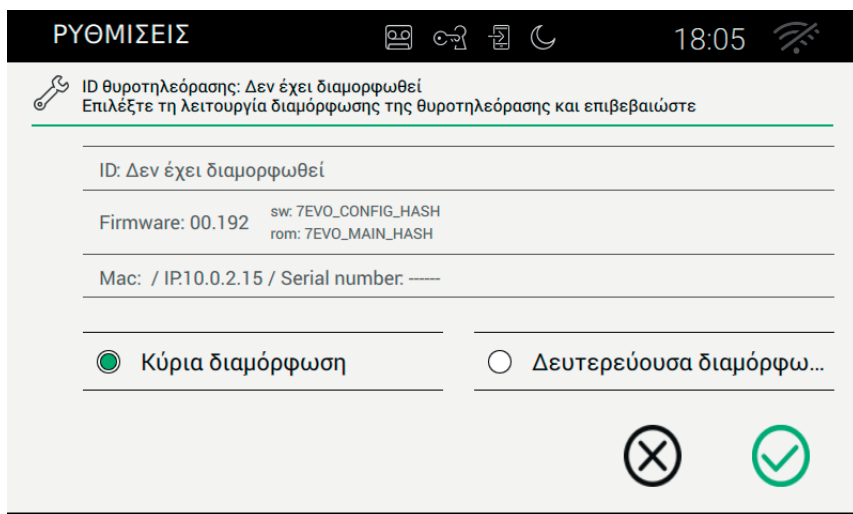 ΡΥΘΜΙΣΕΙΣ 18:05
ID θυροτηλεόρασης: Δεν έχει διαμορφωθεί
Επιλέξτε τη λειτουργία διαμόρφωσης της θυροτηλεόρασης και επιβεβαιώστε
ID: Δεν έχει διαμορφωθεί
Firmware: 00.192 sw: 7EVO_CONFIG_HASH
rom: 7EVO_MAIN_HASH
Mac: / IP:10.0.2.15 / Serial number: ------
Κύρια διαμόρφωση Δευτερεύουσα διαμόρφω...